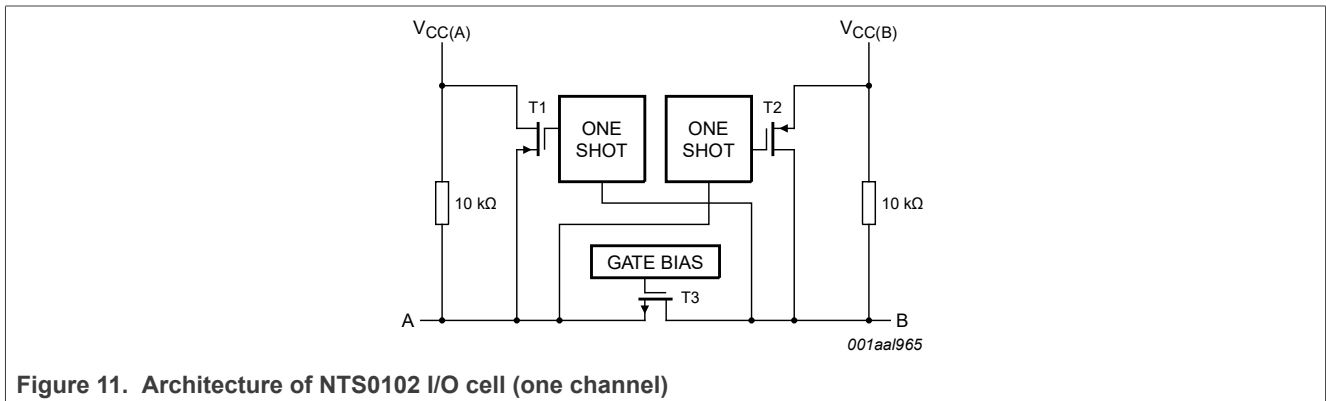 VCC(A)
VCC(B)
T1
ONE
SHOT
ONE
SHOT
T2
10 kΩ
10 kΩ
GATE BIAS
T3
A
B
001aal965
Figure 11. Architecture of NTS0102 I/O cell (one channel)